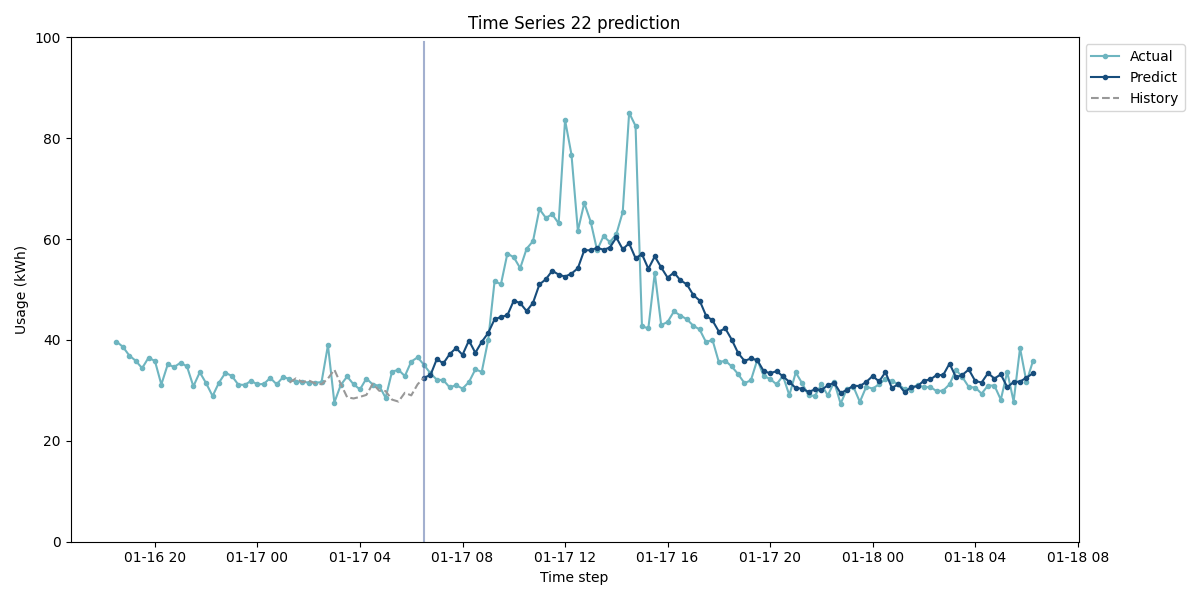 Time Series 22 prediction
100
80
60
40
20
0
Usage (kWh)
01-16 20
01-17 00
01-17 04
01-17 08
01-17 12
01-17 16
01-17 20
01-18 00
01-18 04
01-18 08
Time step
Actual
Predict
History